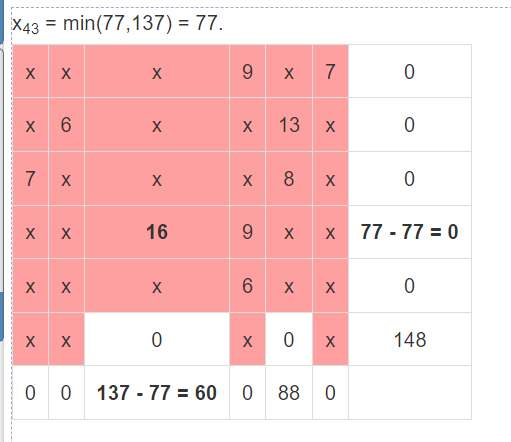 x43 = min(77,137) = 77.
x x x 9 x 7 0
x 6 x x 13 x 0
7 x x x 8 x 0
x x 16 9 x x 77 - 77 = 0
x x x 6 x x 0
x x 0 x 0 x 148
0 0 137 - 77 = 60 0 88 0